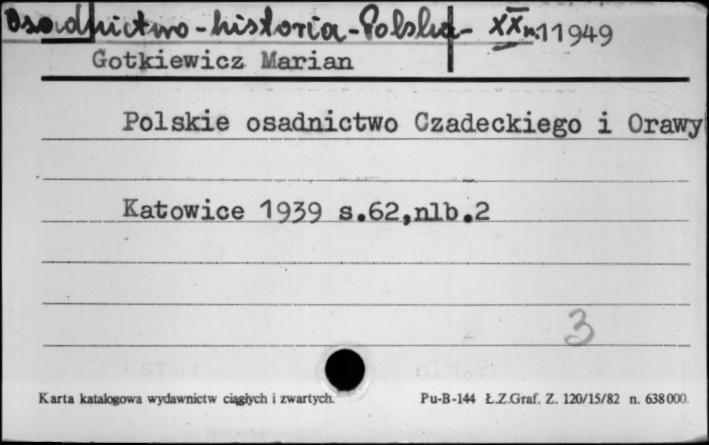 Osadnictwo-historia-Polska- XX w. 11949
Gotkiewicz Marian
Polskie osadnictwo Czadeckiego i Orawy
Katowice 1939 s.62,nlb.2
3
Karta katalogowa wydawnictw ciągłych i zwartych.
Pu-B-144 Ł.Z.Graf. Z. 120/15/82 n. 638000.